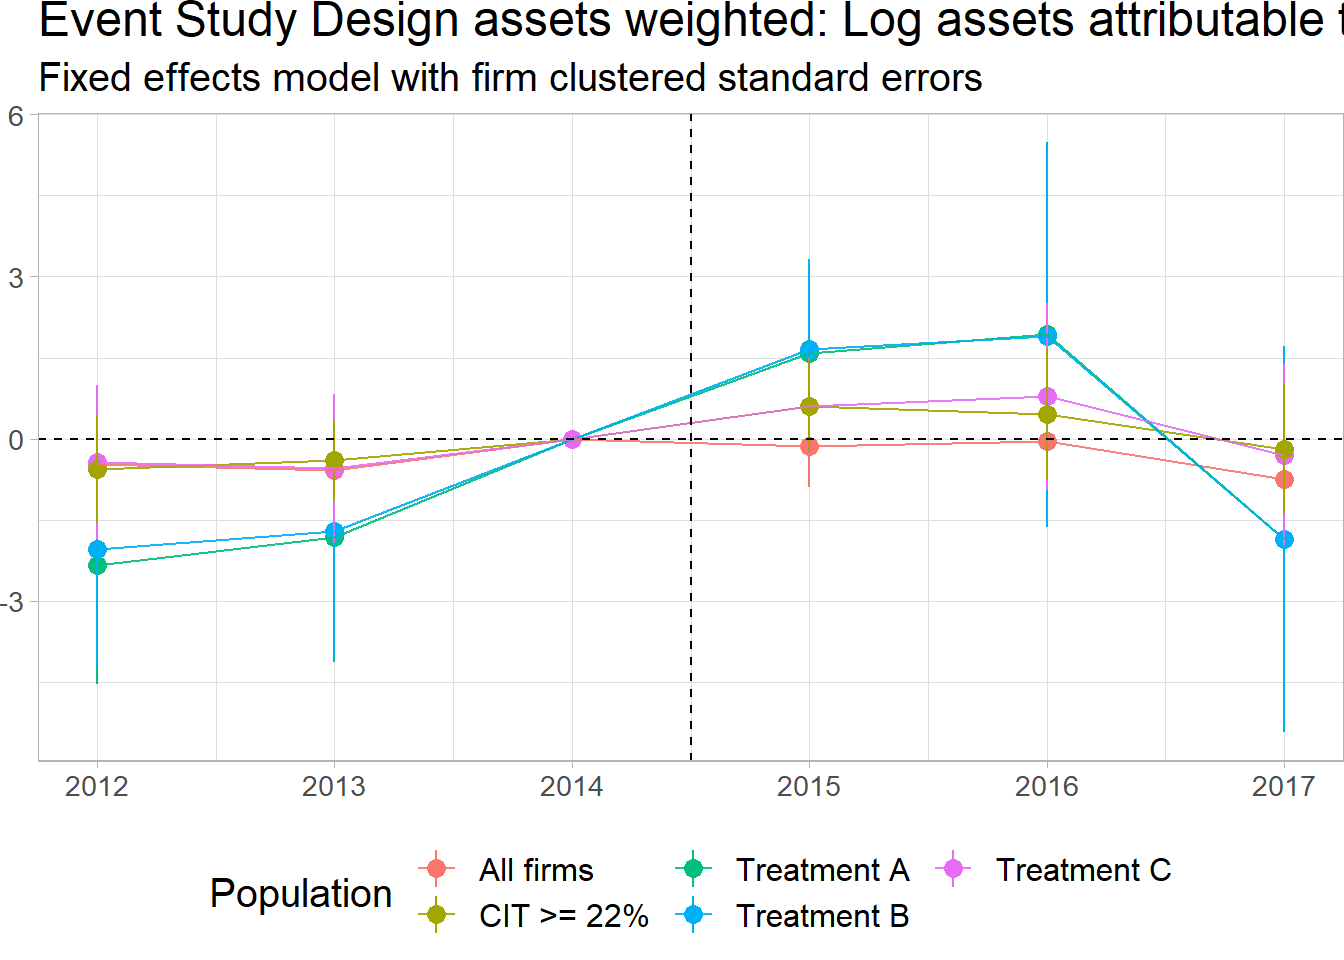 Event Study Design assets weighted: Log assets attributable
Fixed effects model with firm clustered standard errors
6
3
0
-3
2012 2013 2014 2015 2016 2017
Population
All firms Treatment A Treatment C
CIT >= 22% Treatment B